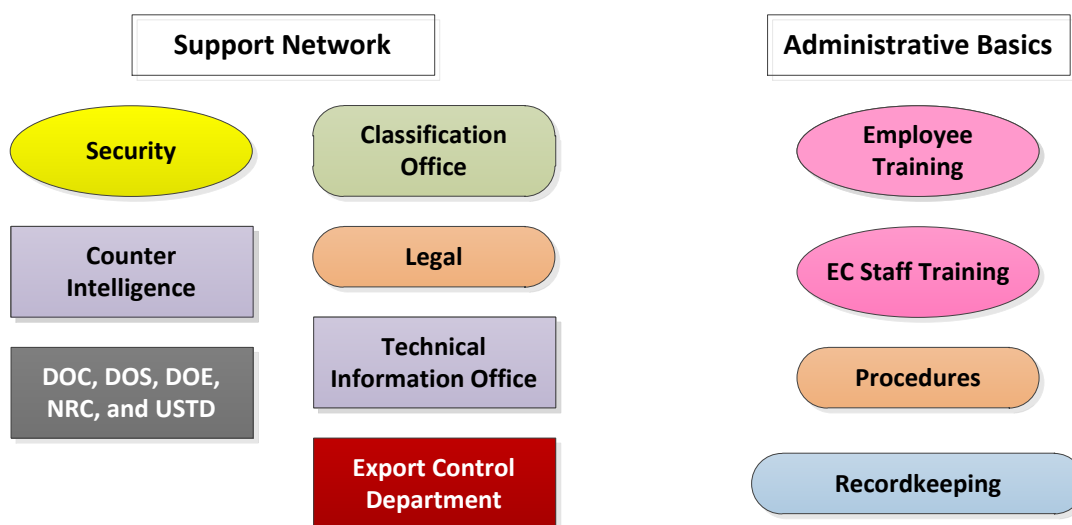 Support Network
Security
Classification
Office
Counter
Intelligence
Legal
DOC, DOS, DOE,
NRC, and USTD
Technical
Information Office
Export Control
Department
Administrative Basics
Employee
Training
EC Staff Training
Procedures
Recordkeeping